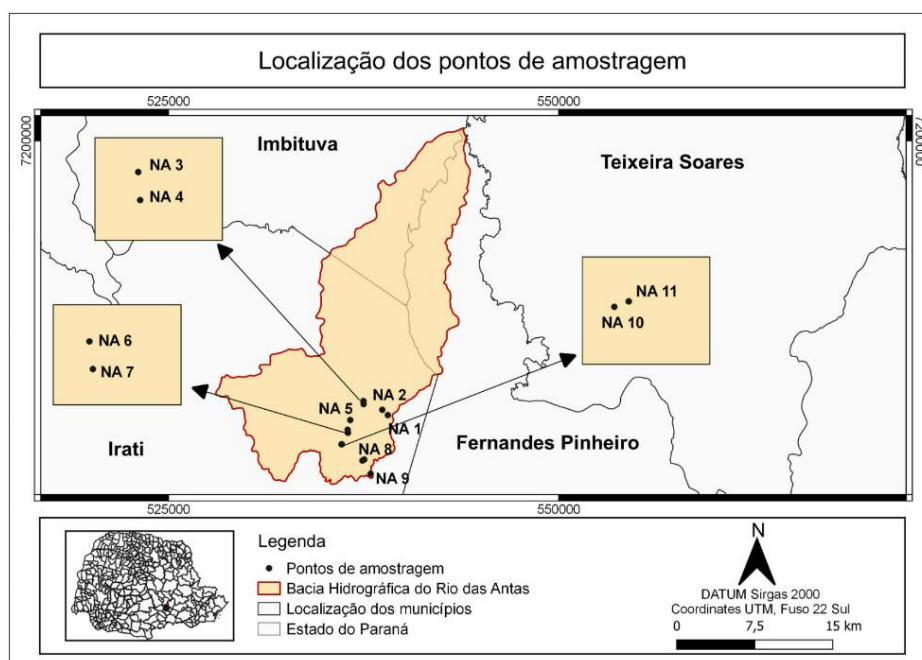 Localização dos pontos de amostragem
525000
550000
7200000
7200000
Imbituva
Teixeira Soares
NA 3
NA 4
NA 11
NA 10
NA 6
NA 7
NA 2
NA 5
NA 1
NA 8
NA 9
Irati
Fernandes Pinheiro
525000
550000
Legenda
Pontos de amostragem
Bacia Hidrográfica do Rio das Antas
Localização dos municípios
Estado do Paraná
N
DATUM Sirgas 2000
Coordinates UTM, Fuso 22 Sul
0 7,5 15 km